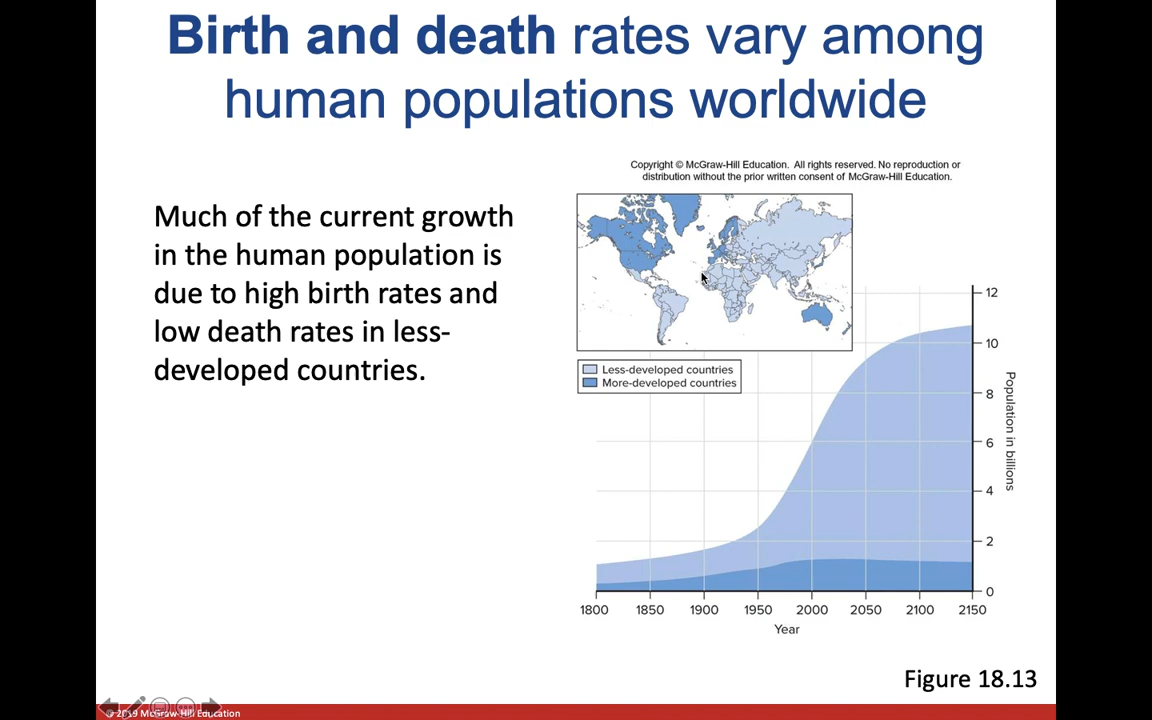 Birth and death rates vary among
human populations worldwide
Copyright © McGraw-Hill Education. All rights reserved. No reproduction or
distribution without the prior written consent of McGraw-Hill Education.
Much of the current growth
in the human population is
due to high birth rates and
low death rates in less-
developed countries.
Less-developed countries
More-developed countries
12
10
8
6
4
2
0
Population in billions
1800 1850 1900 1950 2000 2050 2100 2150
Year
Figure 18.13
© 2019 McGraw-Hill Education